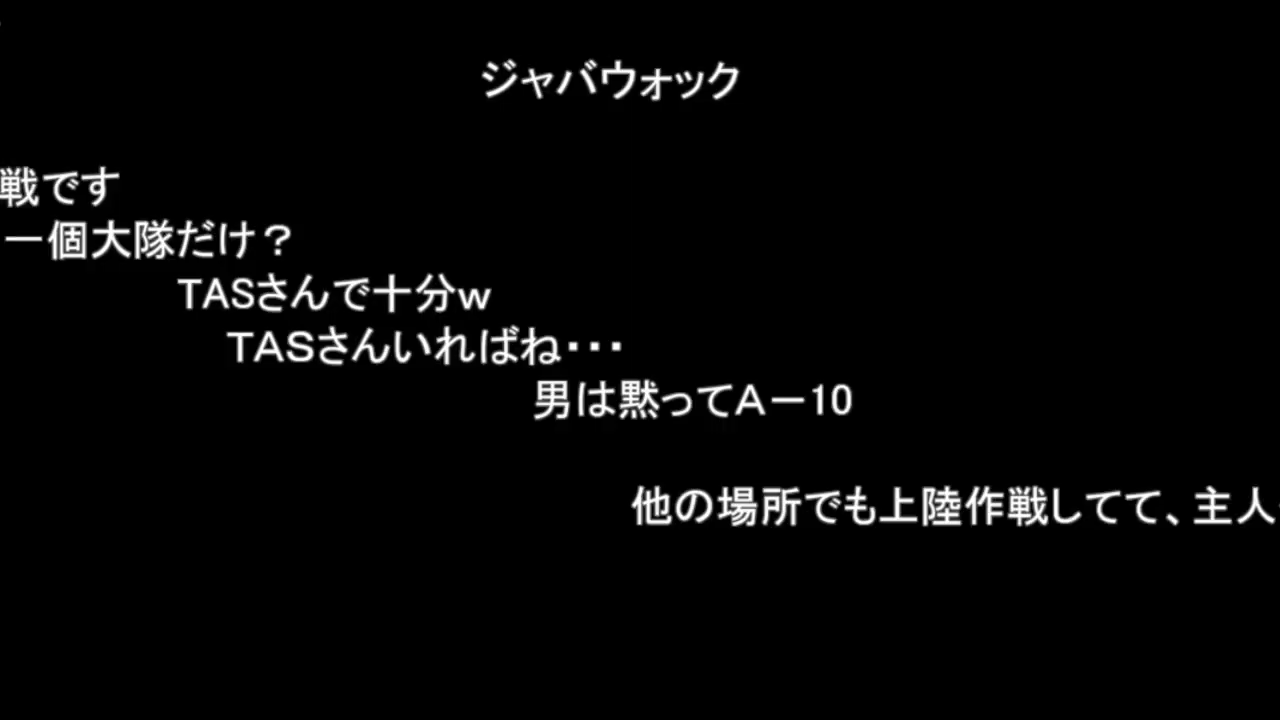 ジャバウォック
戦です
一個大隊だけ？
TASさんで十分ｗ
ＴＡＳさんいればね・・・
男は黙ってＡ－10
他の場所でも上陸作戦してて、主人